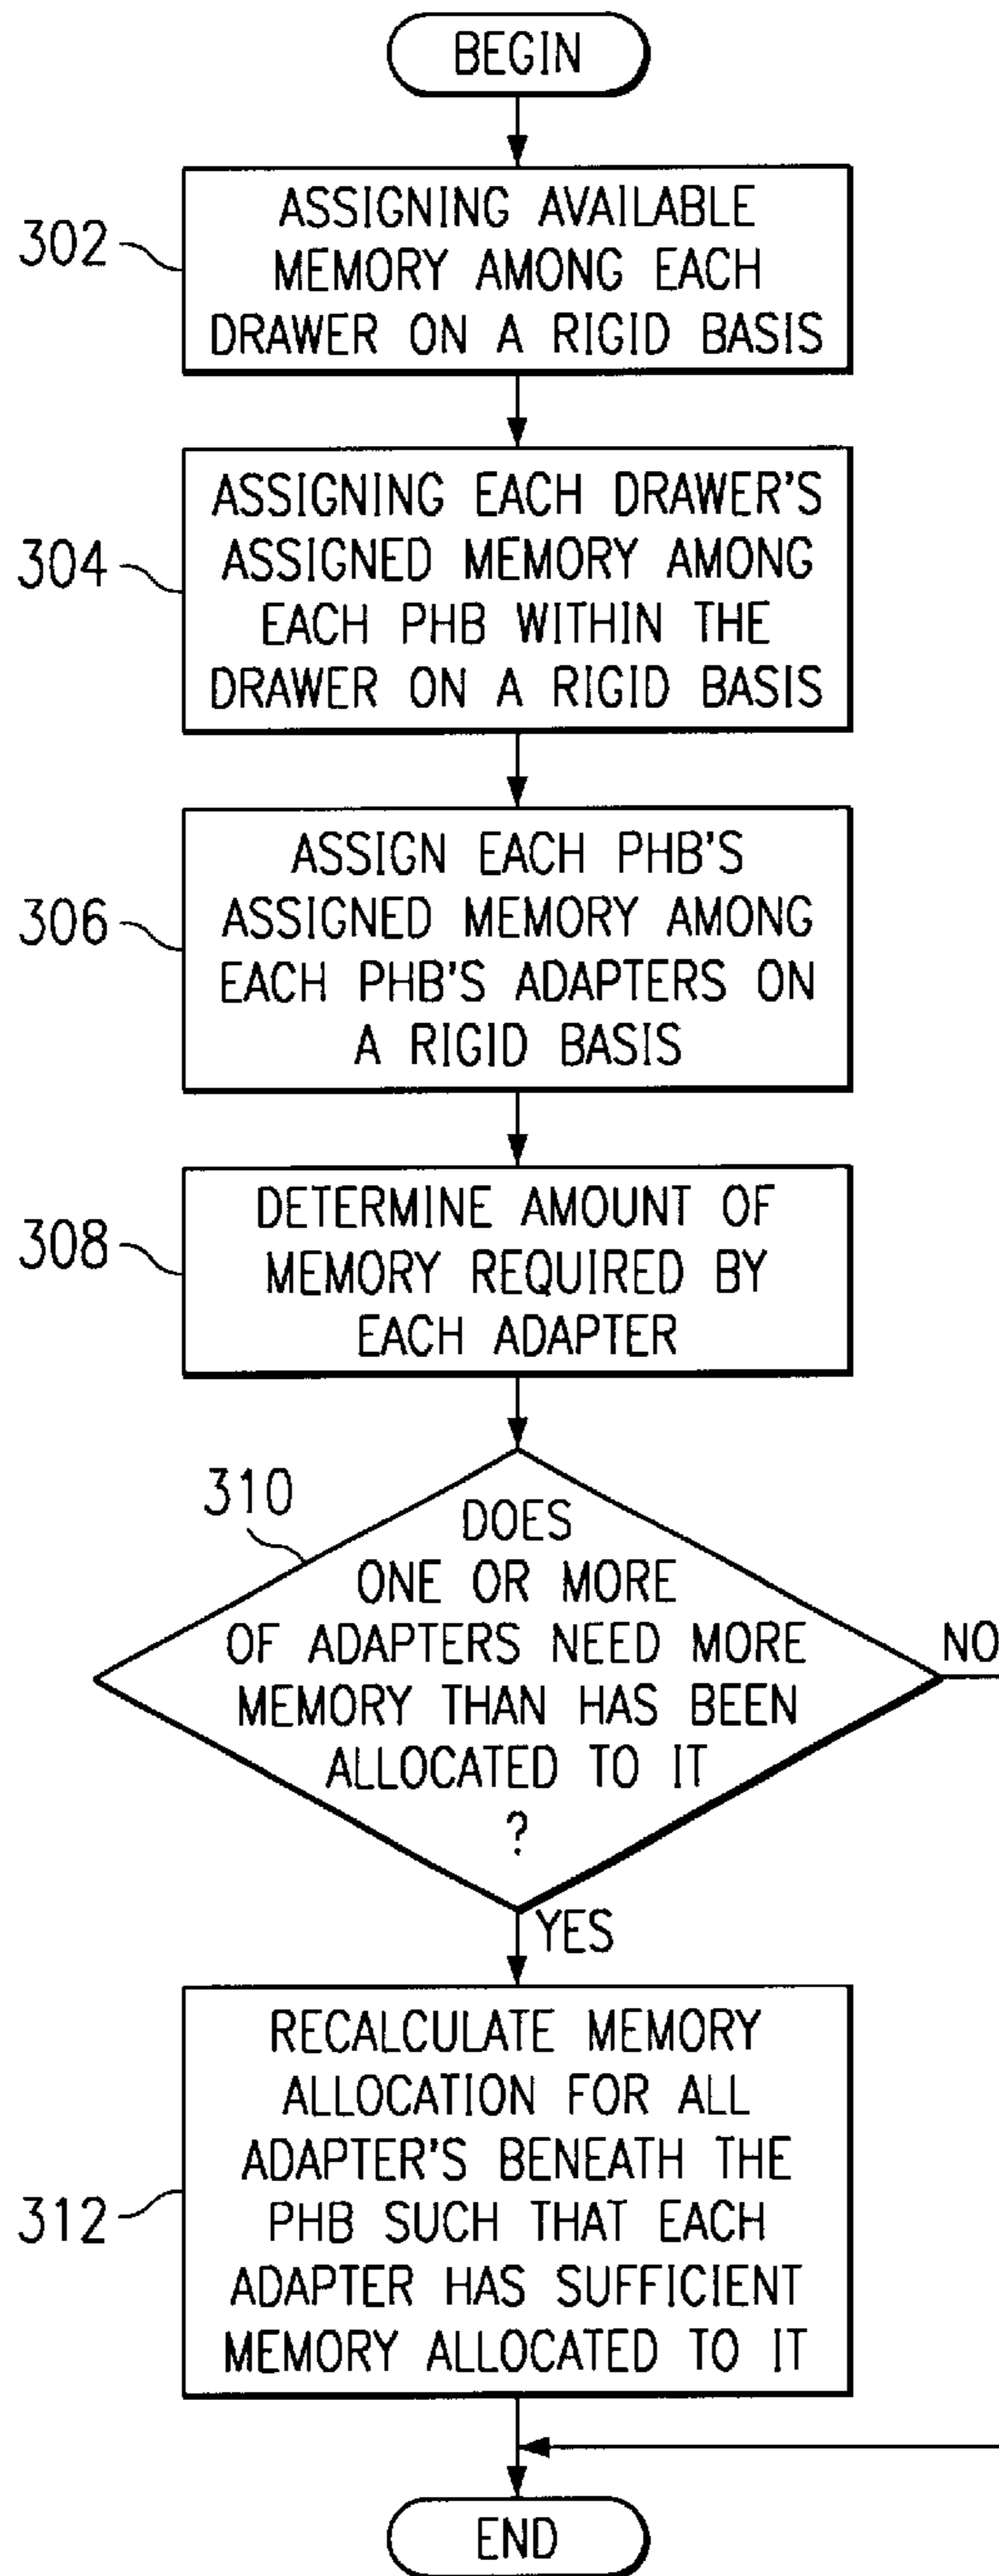 BEGIN
302
ASSIGNING AVAILABLE
MEMORY AMONG EACH
DRAWER ON A RIGID BASIS
304
ASSIGNING EACH DRAWER'S
ASSIGNED MEMORY AMONG
EACH PHB WITHIN THE
DRAWER ON A RIGID BASIS
306
ASSIGN EACH PHB'S
ASSIGNED MEMORY AMONG
EACH PHB'S ADAPTERS ON
A RIGID BASIS
308
DETERMINE AMOUNT OF
MEMORY REQUIRED BY
EACH ADAPTER
310
DOES
ONE OR MORE
OF ADAPTERS NEED MORE
MEMORY THAN HAS BEEN
ALLOCATED TO IT
?
NO
YES
312
RECALCULATE MEMORY
ALLOCATION FOR ALL
ADAPTER'S BENEATH THE
PHB SUCH THAT EACH
ADAPTER HAS SUFFICIENT
MEMORY ALLOCATED TO IT
END